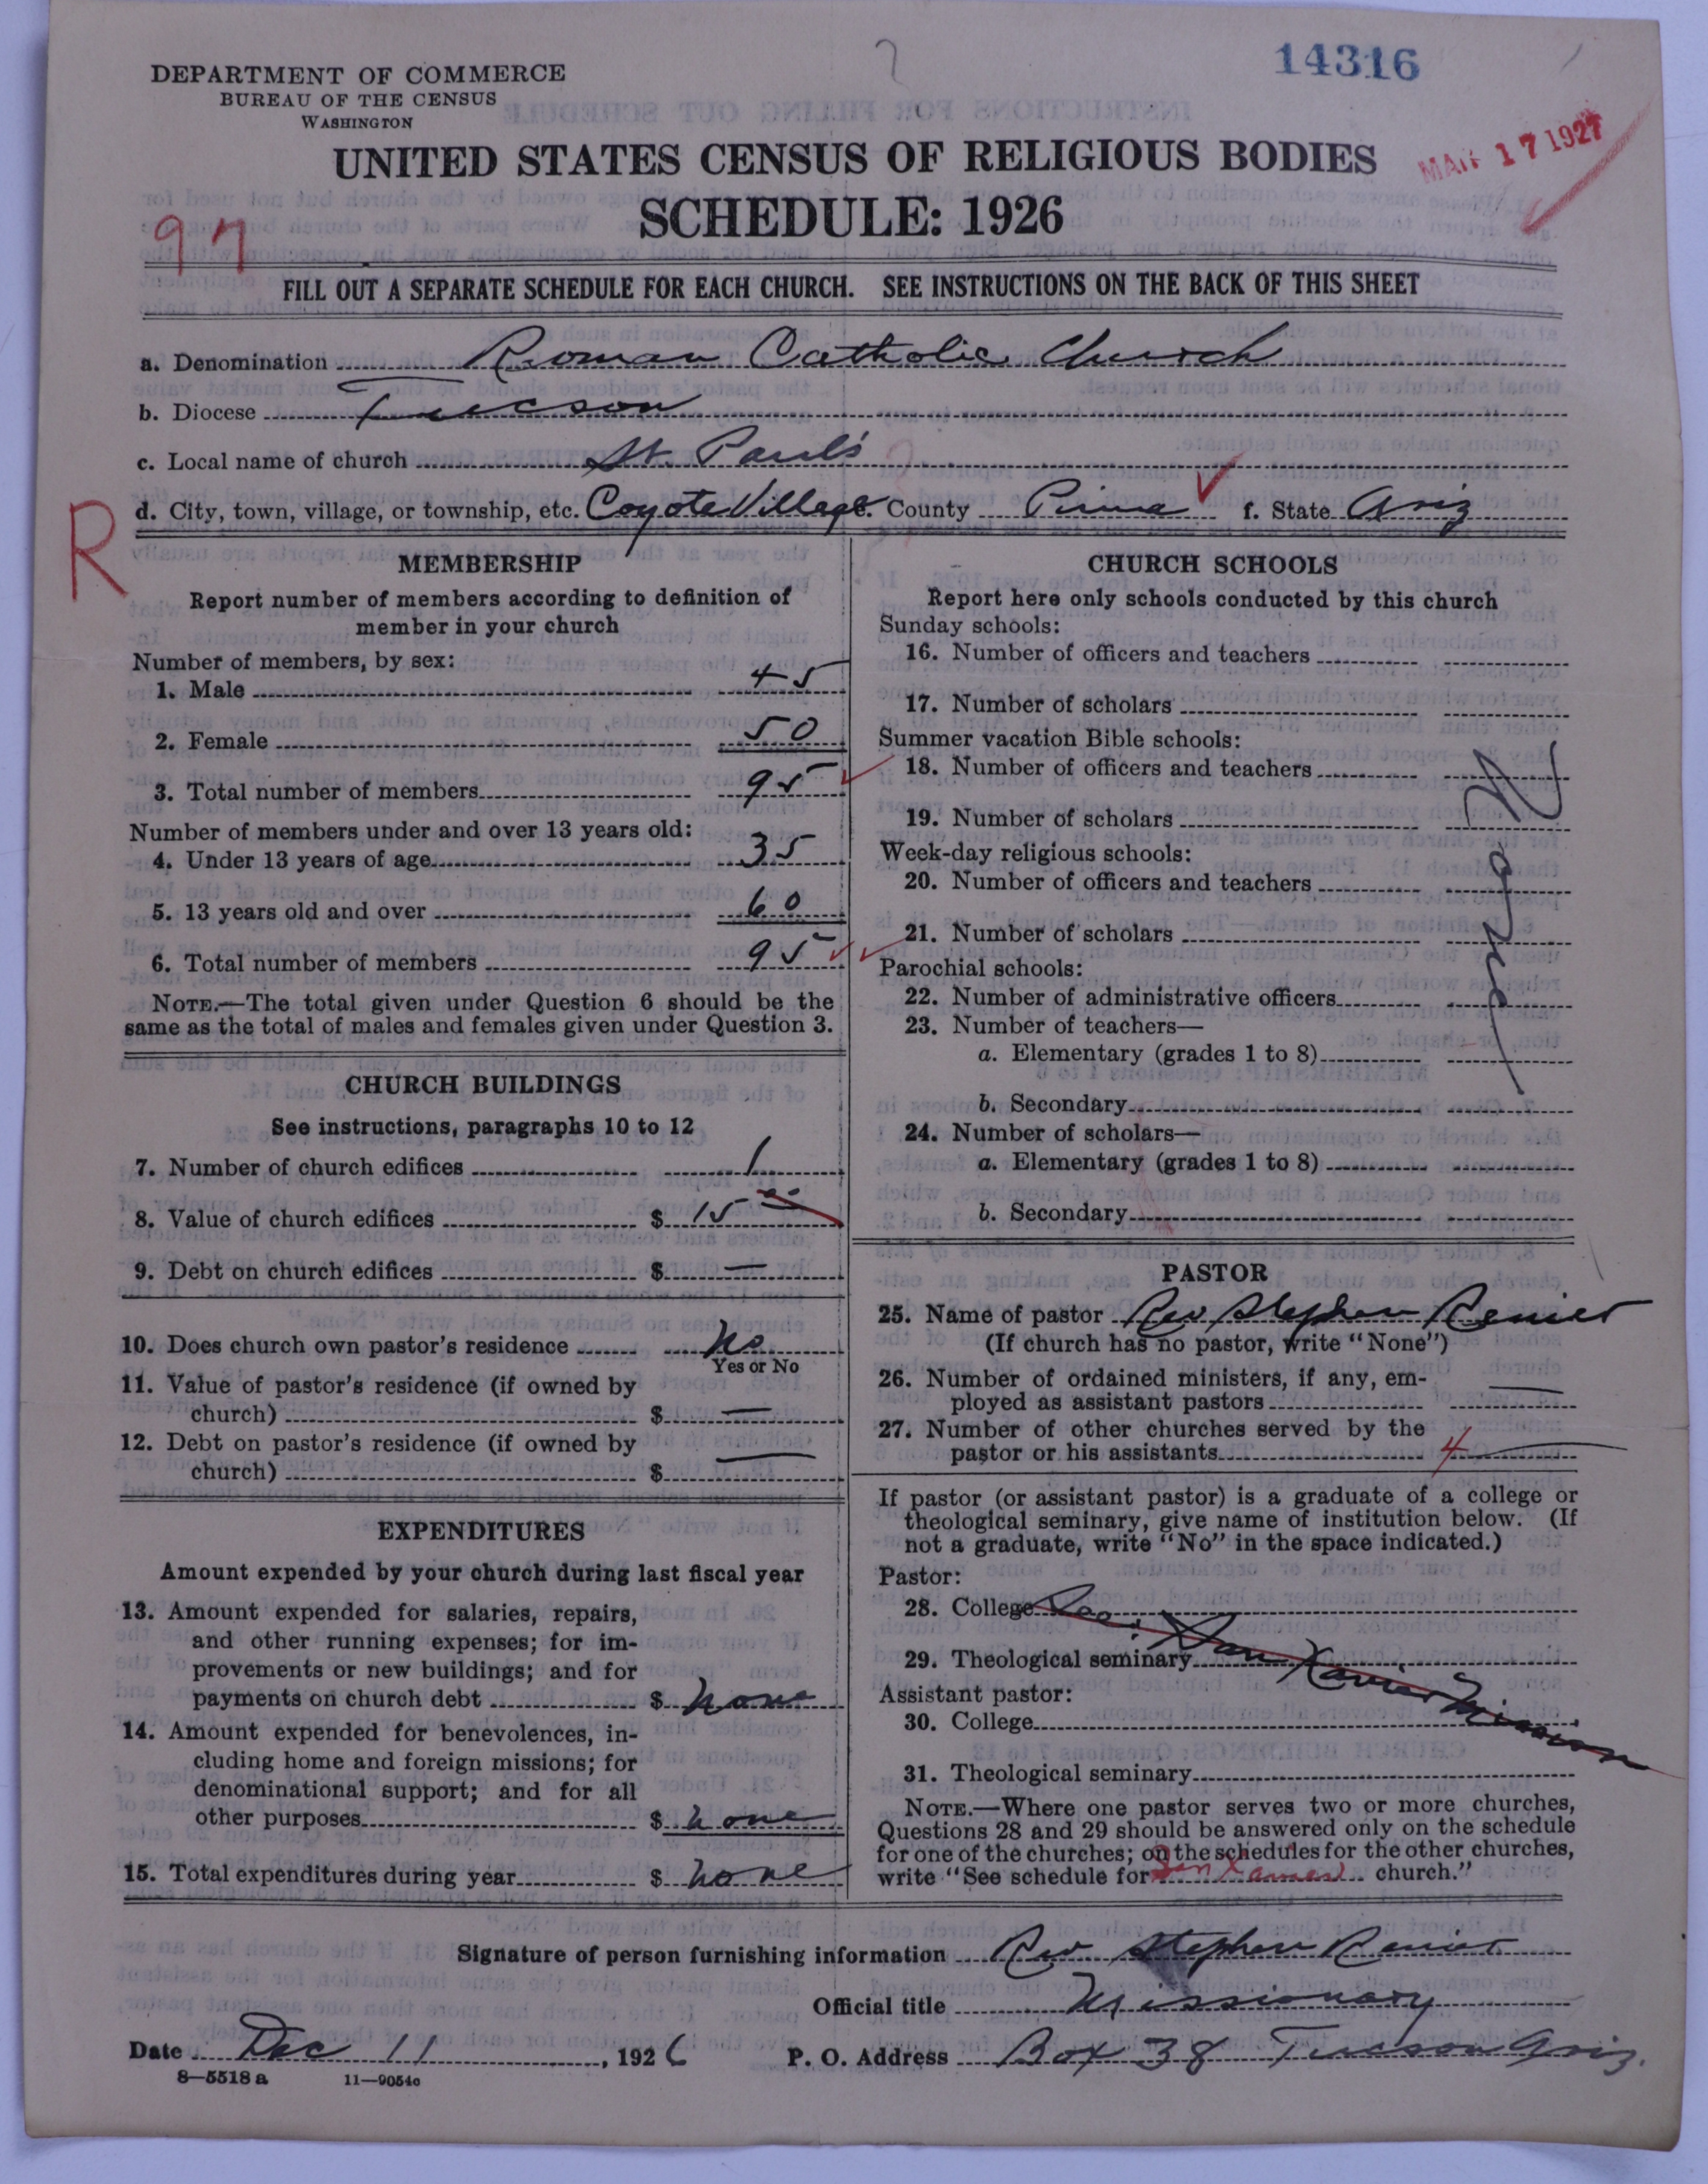 14316
DEPARTMENT OF COMMERCE
BUREAU OF THE CENSUS
WASHINGTON
UNITED STATES CENSUS OF RELIGIOUS BODIES
MAR 17 1927
SCHEDULE: 1926
97
FILL OUT A SEPARATE SCHEDULE FOR EACH CHURCH. SEE INSTRUCTIONS ON THE BACK OF THIS SHEET
a. Denomination Roman Catholic Church
b. Diocese Tucson
c. Local name of church St. Paul's
d. City, town, village, or township, etc. Coyote Village e. County Pima f. State Ariz
R
MEMBERSHIP
Report number of members according to definition of
member in your church
Number of members, by sex:
1. Male 45
2. Female 50
3. Total number of members 95
Number of members under and over 13 years old:
4. Under 13 years of age 35
5. 13 years old and over 60
6. Total number of members 95
NOTE.—The total given under Question 6 should be the
same as the total of males and females given under Question 3.
CHURCH BUILDINGS
See instructions, paragraphs 10 to 12
7. Number of church edifices 1
8. Value of church edifices $ 15 00
9. Debt on church edifices $ —
10. Does church own pastor's residence No
Yes or No
11. Value of pastor's residence (if owned by
church) $ —
12. Debt on pastor's residence (if owned by
church) $ —
EXPENDITURES
Amount expended by your church during last fiscal year
13. Amount expended for salaries, repairs,
and other running expenses; for im-
provements or new buildings; and for
payments on church debt $ none
14. Amount expended for benevolences, in-
cluding home and foreign missions; for
denominational support; and for all
other purposes $ none
15. Total expenditures during year $ none
CHURCH SCHOOLS
Report here only schools conducted by this church
Sunday schools:
16. Number of officers and teachers
17. Number of scholars
Summer vacation Bible schools:
18. Number of officers and teachers
19. Number of scholars
Week-day religious schools:
20. Number of officers and teachers
21. Number of scholars
Parochial schools:
22. Number of administrative officers
23. Number of teachers—
a. Elementary (grades 1 to 8)
b. Secondary
24. Number of scholars—
a. Elementary (grades 1 to 8)
b. Secondary
None
PASTOR
25. Name of pastor Rev Stephen Renier
(If church has no pastor, write "None")
26. Number of ordained ministers, if any, em-
ployed as assistant pastors —
27. Number of other churches served by the
pastor or his assistants 4 —
If pastor (or assistant pastor) is a graduate of a college or
theological seminary, give name of institution below. (If
not a graduate, write "No" in the space indicated.)
Pastor:
28. College
29. Theological seminary San Xavier Mission
Assistant pastor:
30. College
31. Theological seminary
NOTE.—Where one pastor serves two or more churches,
Questions 28 and 29 should be answered only on the schedule
for one of the churches; on the schedules for the other churches,
write "See schedule for San Xavier church."
Signature of person furnishing information Rev Stephen Renier
Official title Missionary
Date Dec 11, 1926 P. O. Address Box 38 Tucson Ariz.
8—5518 a 11—9054c